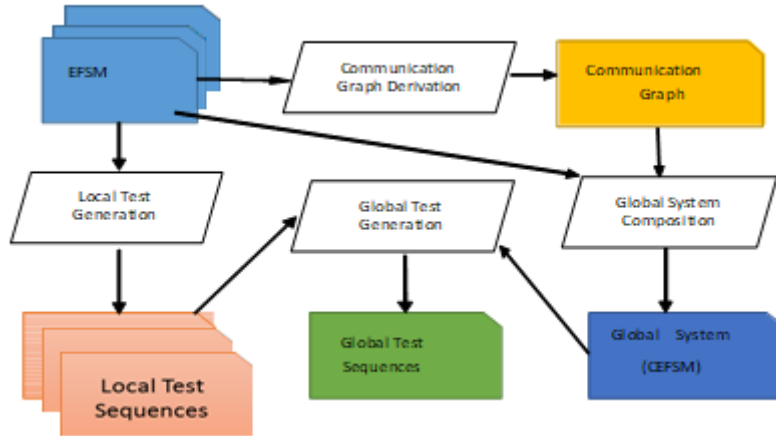 EFSM
Communication
Graph Derivation
Communication
Graph
Local Test
Generation
Global Test
Generation
Global System
Composition
Local Test
Sequences
Global Test
Sequences
Global System
(CEFSM)